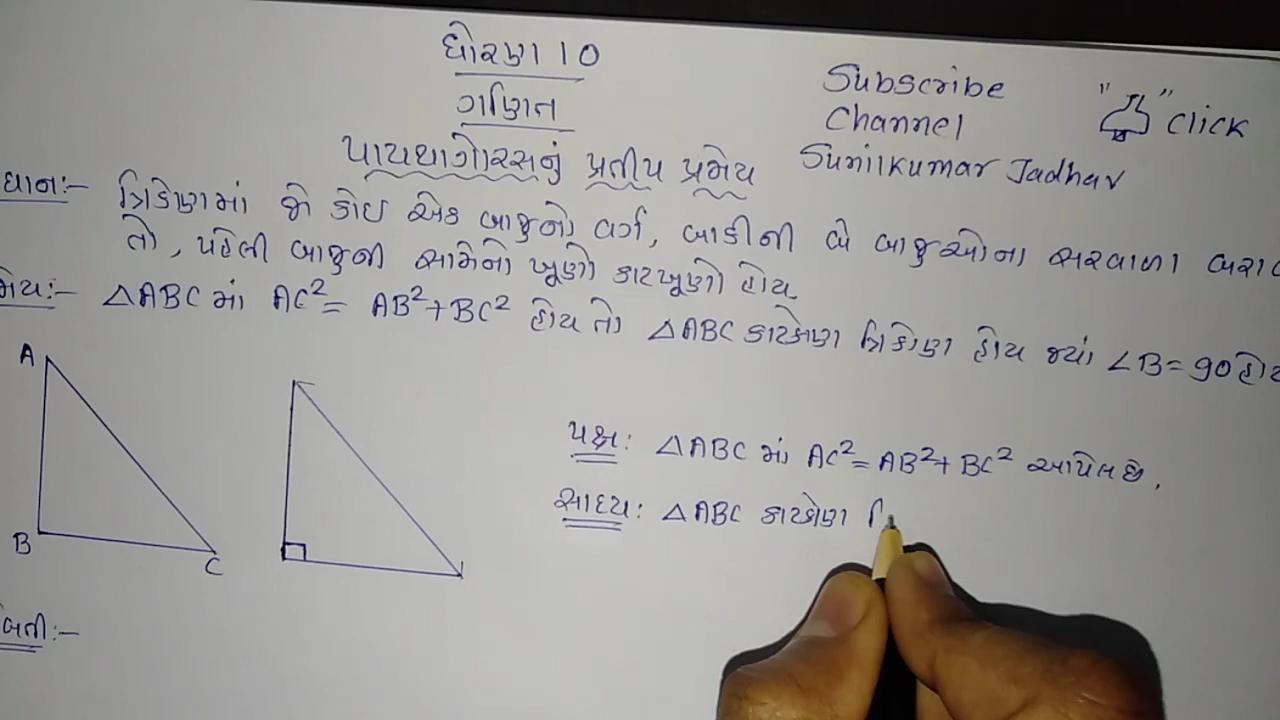 ધોરણ 10
ગણિત
પાયથાગોરસનું પ્રતીપ પ્રમેય
Subscribe
Channel
Sunilkumar Jadhav
" " click
ધાન:- ત્રિકોણમાં જો કોઇ એક બાજુનો વર્ગ, બાકીની બે બાજુઓના સરવાળા બરા
તો, પહેલી બાજુની સામેનો ખૂણો કાટખૂણો હોય.
મેય:- △ABC માં AC²= AB²+BC² હોય તો △ABC કાટકોણ ત્રિકોણ હોય જ્યાં ∠B=90 હોય
A
B
C
પક્ષ: △ABC માં AC²=AB²+BC² આપેલ છે.
સાધ્ય: △ABC કાટકોણ
બતી:-